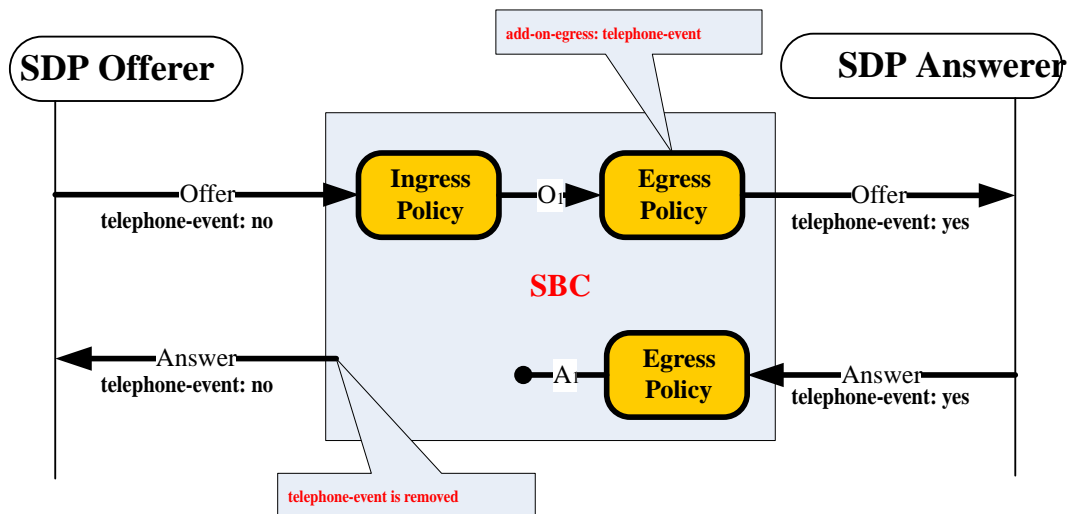 add-on-egress: telephone-event
SDP Offerer
SDP Answerer
Ingress
Policy
Egress
Policy
Offer
telephone-event: no
Offer
telephone-event: yes
SBC
Answer
telephone-event: no
Egress
Policy
Answer
telephone-event: yes
telephone-event is removed